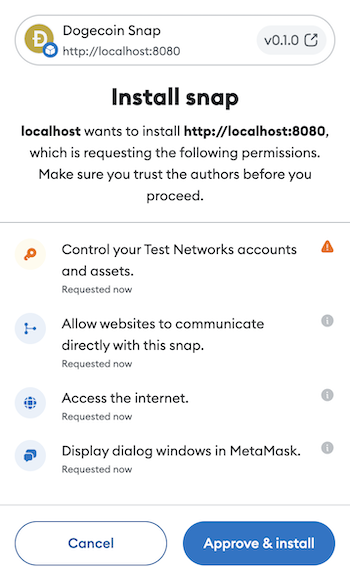 Dogecoin Snap
http://localhost:8080
v0.1.0
Install snap
localhost wants to install http://localhost:8080,
which is requesting the following permissions.
Make sure you trust the authors before you
proceed.
Control your Test Networks accounts
and assets.
Requested now
Allow websites to communicate
directly with this snap.
Requested now
Access the internet.
Requested now
Display dialog windows in MetaMask.
Requested now
Cancel
Approve & install